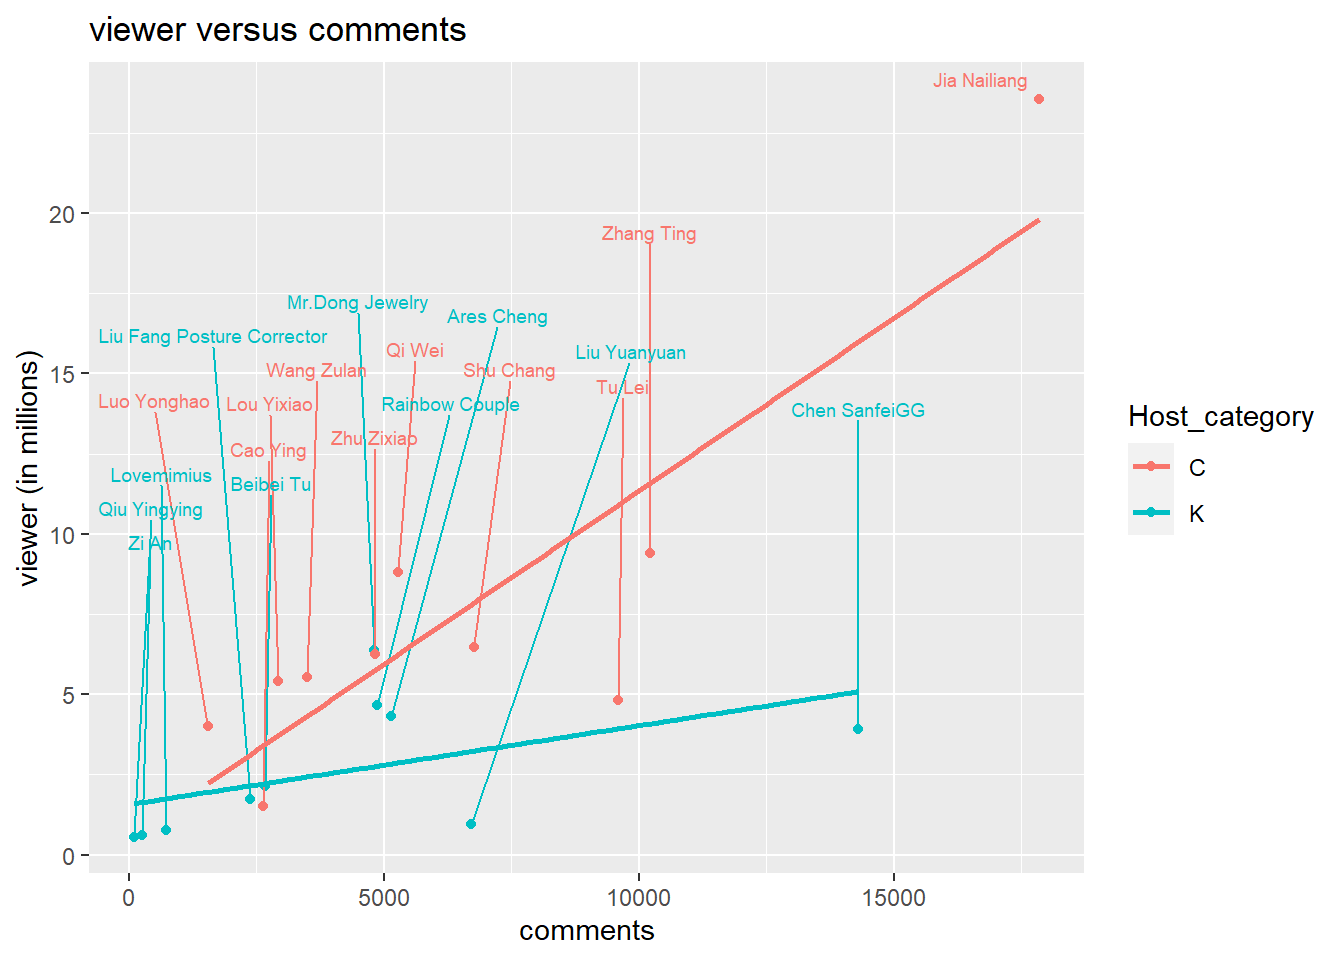 viewer versus comments
Jia Nailiang
Zhang Ting
Mr.Dong Jewelry
Ares Cheng
Liu Fang Posture Corrector
Qi Wei
Liu Yuanyuan
Wang Zulan
Shu Chang
Tu Lei
Luo Yonghao
Lou Yixiao
Rainbow Couple
Chen SanfeiGG
Zhu Zixiao
Cao Ying
Lovemimius
Beibei Tu
Qiu Yingying
Zi An
20
15
10
5
0
viewer (in millions)
0
5000
10000
15000
comments
Host_category
C
K